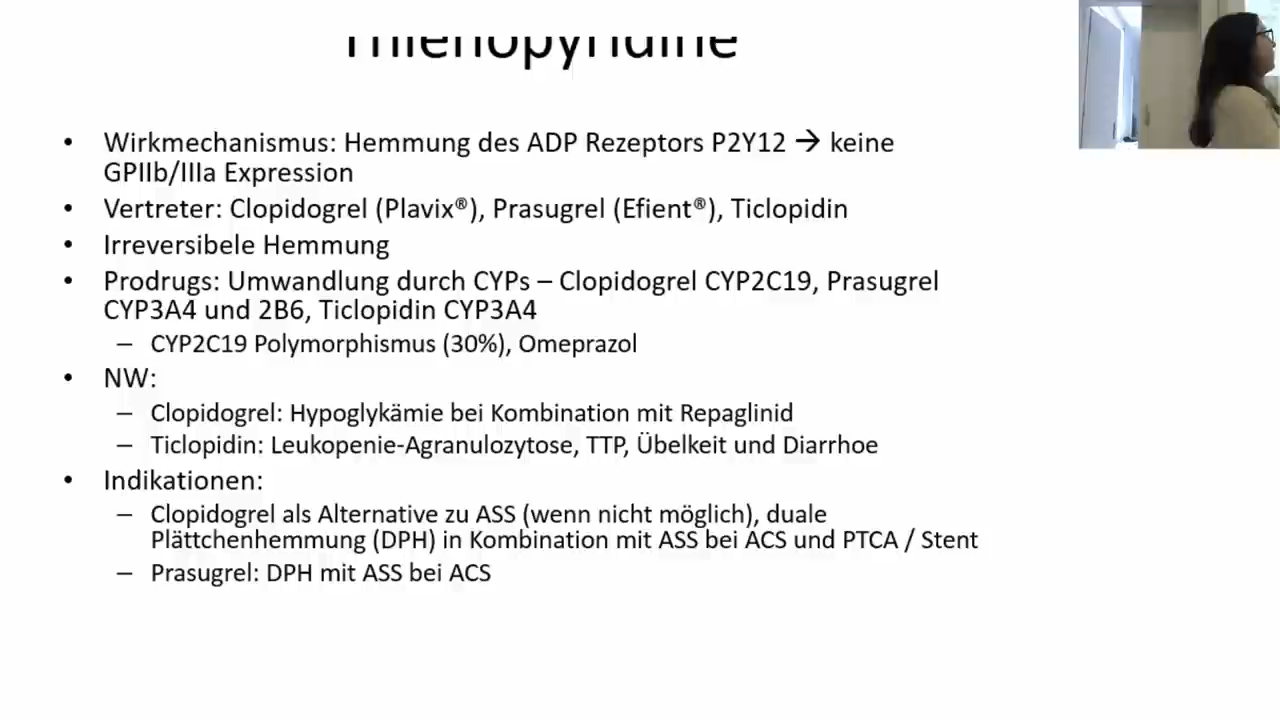 Thienopyridine
• Wirkmechanismus: Hemmung des ADP Rezeptors P2Y12 → keine
GPIIb/IIIa Expression
• Vertreter: Clopidogrel (Plavix®), Prasugrel (Efient®), Ticlopidin
• Irreversibele Hemmung
• Prodrugs: Umwandlung durch CYPs – Clopidogrel CYP2C19, Prasugrel
CYP3A4 und 2B6, Ticlopidin CYP3A4
– CYP2C19 Polymorphismus (30%), Omeprazol
• NW:
– Clopidogrel: Hypoglykämie bei Kombination mit Repaglinid
– Ticlopidin: Leukopenie-Agranulozytose, TTP, Übelkeit und Diarrhoe
• Indikationen:
– Clopidogrel als Alternative zu ASS (wenn nicht möglich), duale
Plättchenhemmung (DPH) in Kombination mit ASS bei ACS und PTCA / Stent
– Prasugrel: DPH mit ASS bei ACS